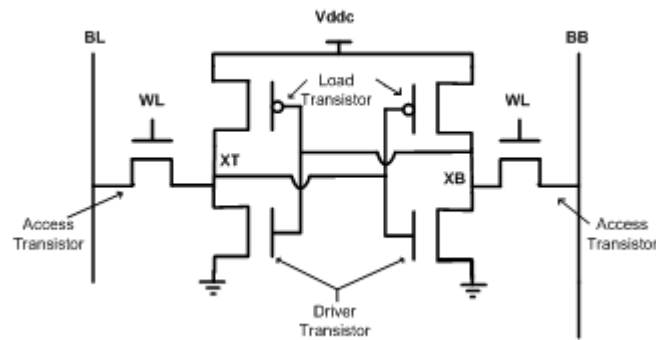 Vddc
BL
BB
Load
Transistor
WL
WL
XT
XB
Access
Transistor
Access
Transistor
Driver
Transistor